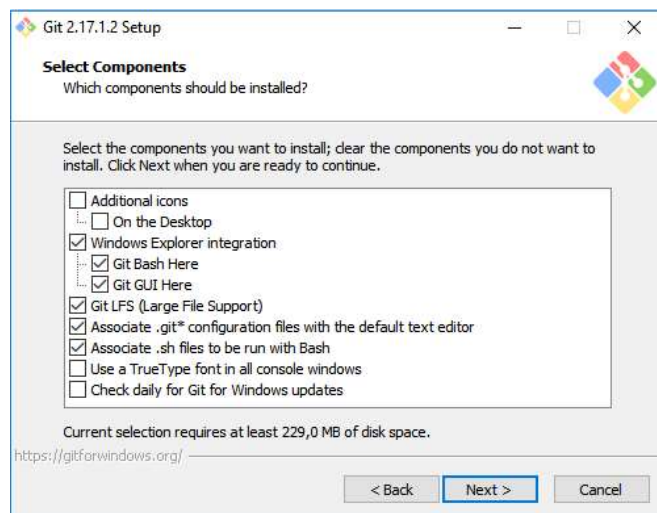 Git 2.17.1.2 Setup
Select Components
Which components should be installed?
Select the components you want to install; clear the components you do not want to
install. Click Next when you are ready to continue.
Additional icons
On the Desktop
Windows Explorer integration
Git Bash Here
Git GUI Here
Git LFS (Large File Support)
Associate .git* configuration files with the default text editor
Associate .sh files to be run with Bash
Use a TrueType font in all console windows
Check daily for Git for Windows updates
Current selection requires at least 229,0 MB of disk space.
https://gitforwindows.org/
< Back Next > Cancel